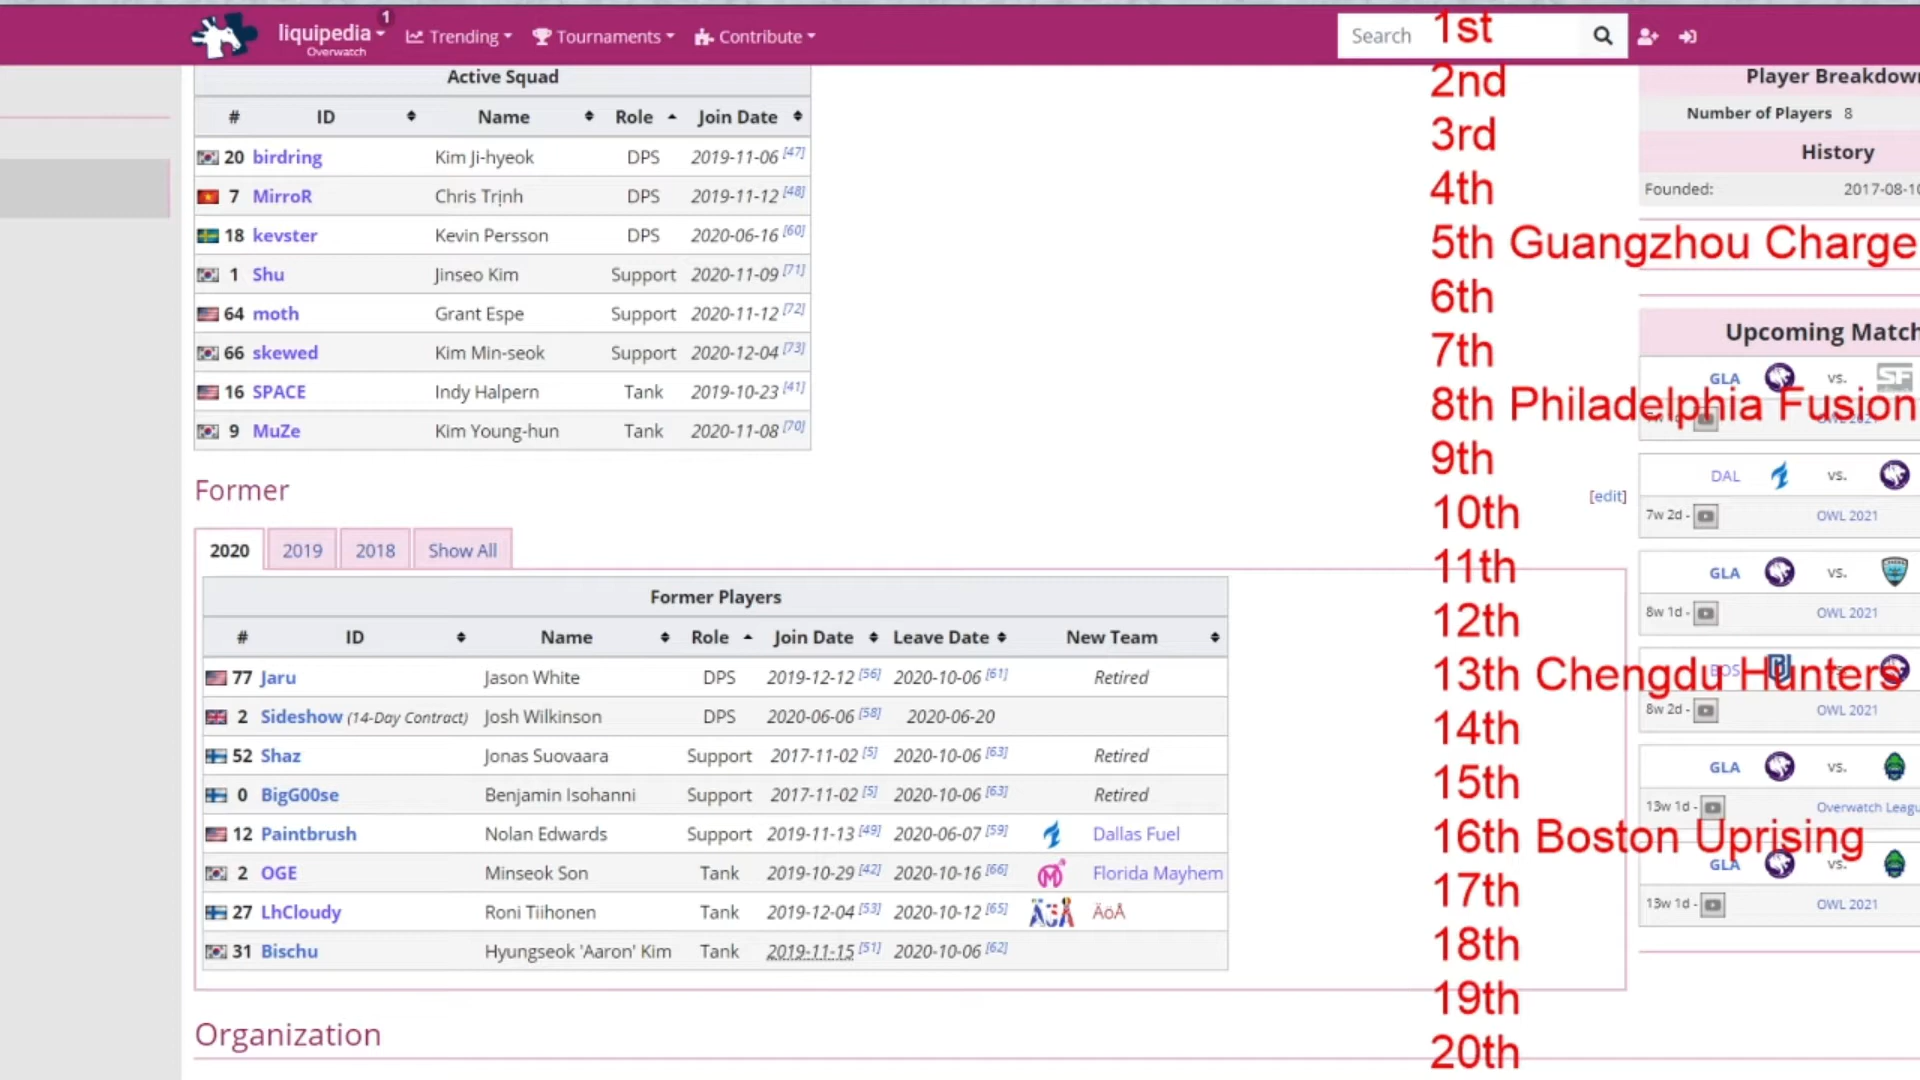 liquipedia
1
Overwatch
Trending
Tournaments
Contribute
Search
Active Squad
# ID Name Role Join Date
20 birdring Kim Ji-hyeok DPS 2019-11-06 [47]
7 MirroR Chris Trịnh DPS 2019-11-12 [48]
18 kevster Kevin Persson DPS 2020-06-16 [60]
1 Shu Jinseo Kim Support 2020-11-09 [71]
64 moth Grant Espe Support 2020-11-12 [72]
66 skewed Kim Min-seok Support 2020-12-04 [73]
16 SPACE Indy Halpern Tank 2019-10-23 [41]
9 MuZe Kim Young-hun Tank 2020-11-08 [70]
Former
[edit]
2020 2019 2018 Show All
Former Players
# ID Name Role Join Date Leave Date New Team
77 Jaru Jason White DPS 2019-12-12 [56] 2020-10-06 [61] Retired
2 Sideshow (14-Day Contract) Josh Wilkinson DPS 2020-06-06 [58] 2020-06-20
52 Shaz Jonas Suovaara Support 2017-11-02 [5] 2020-10-06 [63] Retired
0 BigG00se Benjamin Isohanni Support 2017-11-02 [5] 2020-10-06 [63] Retired
12 Paintbrush Nolan Edwards Support 2019-11-13 [49] 2020-06-07 [59] Dallas Fuel
2 OGE Minseok Son Tank 2019-10-29 [42] 2020-10-16 [66] Florida Mayhem
27 LhCloudy Roni Tiihonen Tank 2019-12-04 [53] 2020-10-12 [65] ÄöÅ
31 Bischu Hyungseok 'Aaron' Kim Tank 2019-11-15 [51] 2020-10-06 [62]
Organization
1st
2nd
3rd
4th
5th Guangzhou Charge
6th
7th
8th Philadelphia Fusion
9th
10th
11th
12th
13th Chengdu Hunters
14th
15th
16th Boston Uprising
17th
18th
19th
20th
Player Breakdown
Number of Players 8
History
Founded: 2017-08-10
Upcoming Match
GLA vs. SF
OWL 2021
DAL vs.
7w 2d - OWL 2021
GLA vs.
8w 1d - OWL 2021
BOS
8w 2d - OWL 2021
GLA vs.
13w 1d - Overwatch Leagu
GLA vs.
13w 1d - OWL 2021